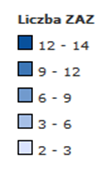 Liczba ZAZ
12 - 14
9 - 12
6 - 9
3 - 6
2 - 3